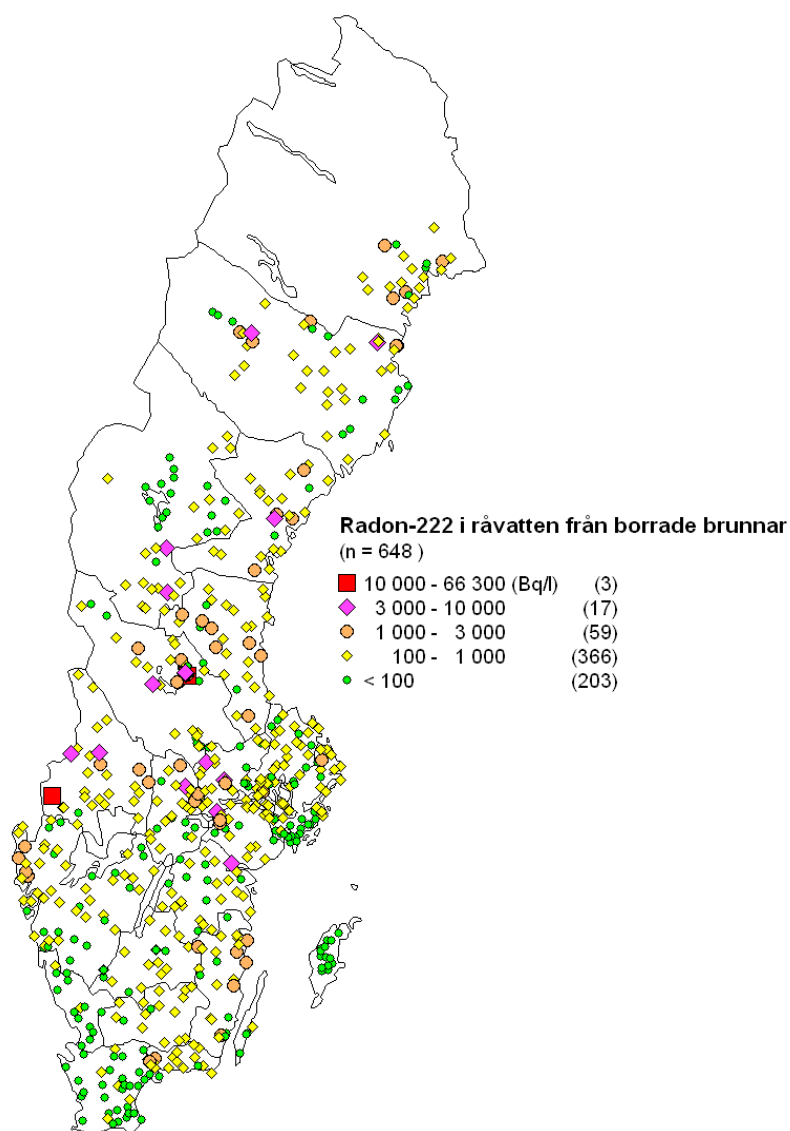 Radon-222 i råvatten från borrade brunnar
(n = 648 )
10 000 - 66 300 (Bq/l) (3)
3 000 - 10 000 (17)
1 000 - 3 000 (59)
100 - 1 000 (366)
< 100 (203)